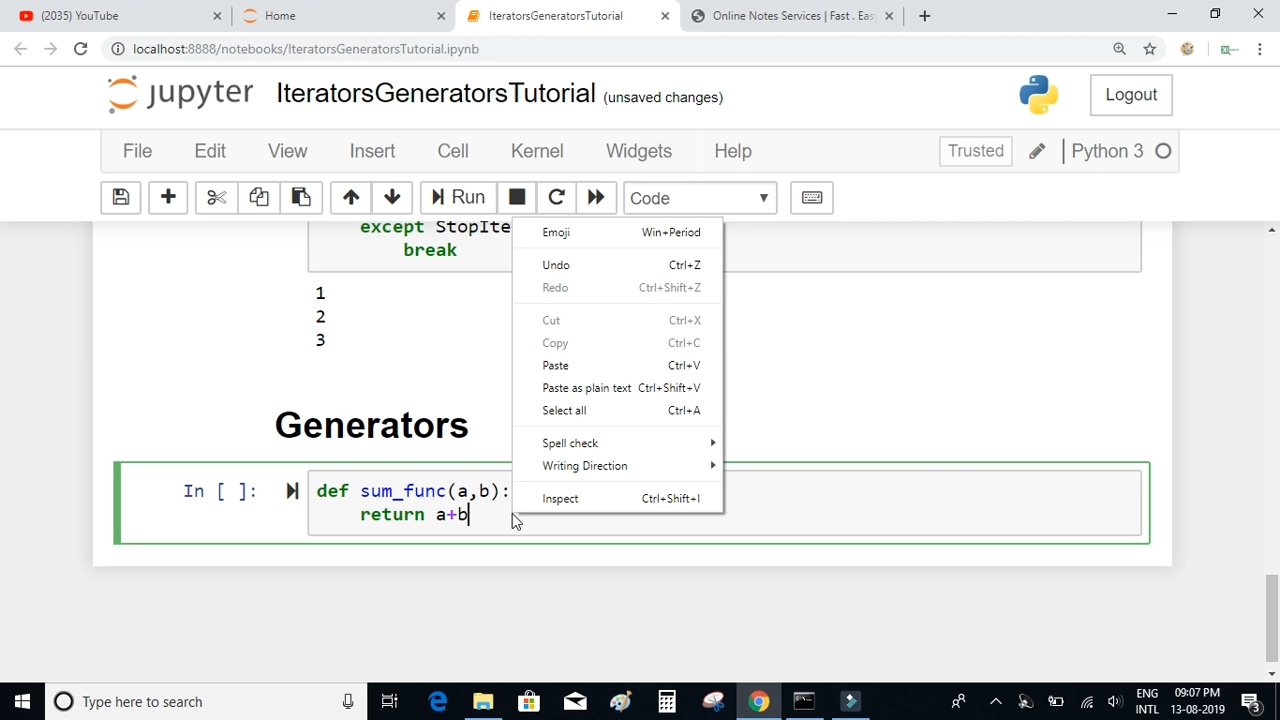 (2035) YouTube
Home
IteratorsGeneratorsTutorial
Online Notes Services | Fast . Eas
localhost:8888/notebooks/IteratorsGeneratorsTutorial.ipynb
jupyter IteratorsGeneratorsTutorial (unsaved changes)
Logout
File Edit View Insert Cell Kernel Widgets Help Trusted Python 3
Run Code
except StopIte
break
1
2
3
Emoji Win+Period
Undo Ctrl+Z
Redo Ctrl+Shift+Z
Cut Ctrl+X
Copy Ctrl+C
Paste Ctrl+V
Paste as plain text Ctrl+Shift+V
Select all Ctrl+A
Spell check
Writing Direction
Inspect Ctrl+Shift+I
Generators
In [ ]: def sum_func(a,b):
return a+b
Type here to search
ENG 09:07 PM
INTL 13-08-2019
3